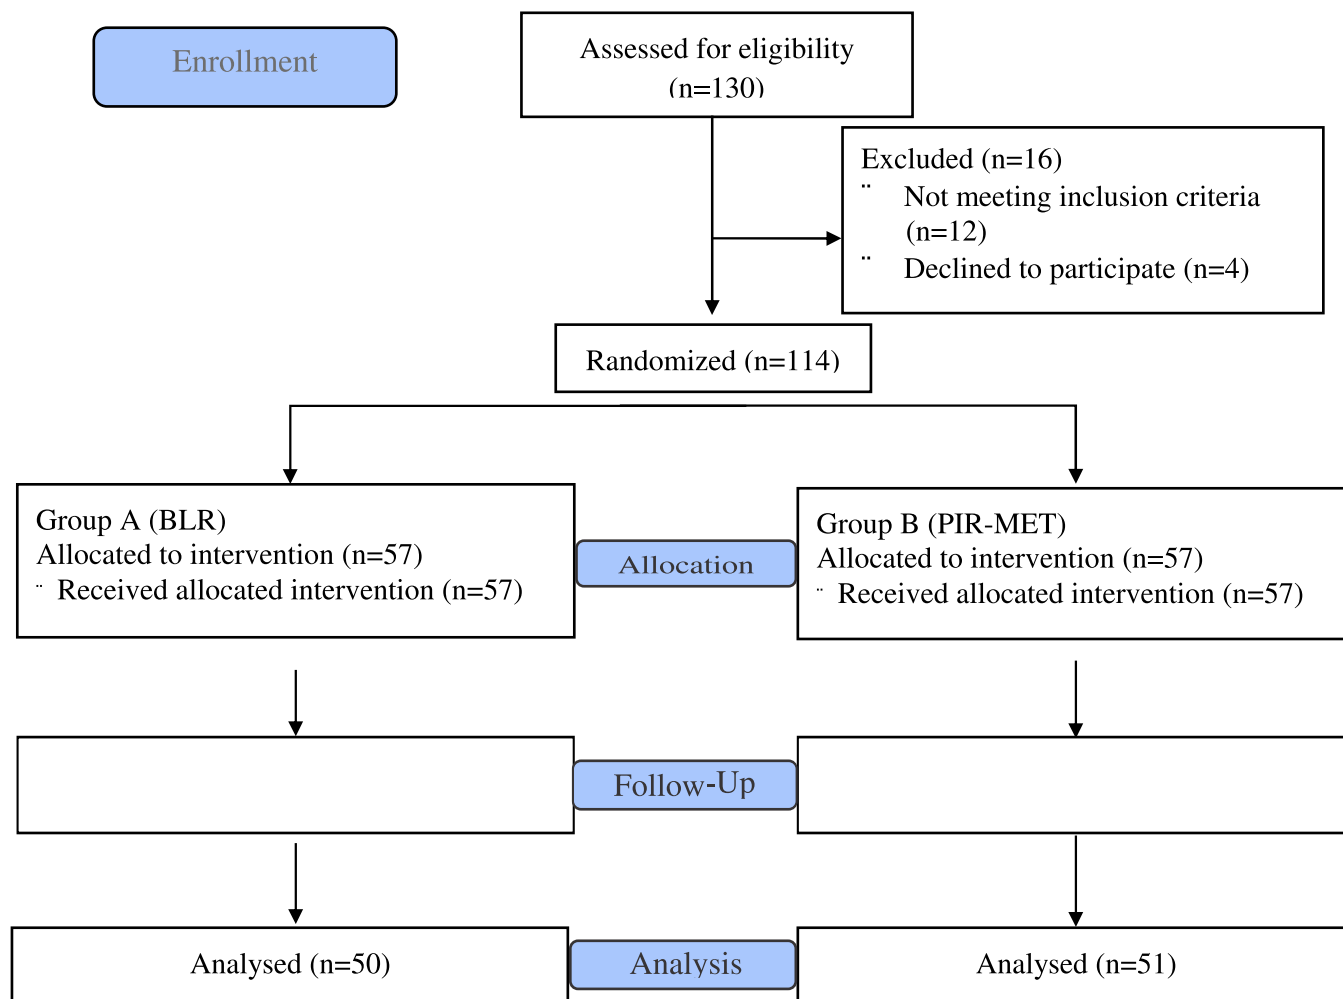 Enrollment
Assessed for eligibility
(n=130)
Excluded (n=16)
¨ Not meeting inclusion criteria
(n=12)
¨ Declined to participate (n=4)
Randomized (n=114)
Group A (BLR)
Allocated to intervention (n=57)
¨ Received allocated intervention (n=57)
Allocation
Group B (PIR-MET)
Allocated to intervention (n=57)
¨ Received allocated intervention (n=57)
Follow-Up
Analysed (n=50)
Analysis
Analysed (n=51)